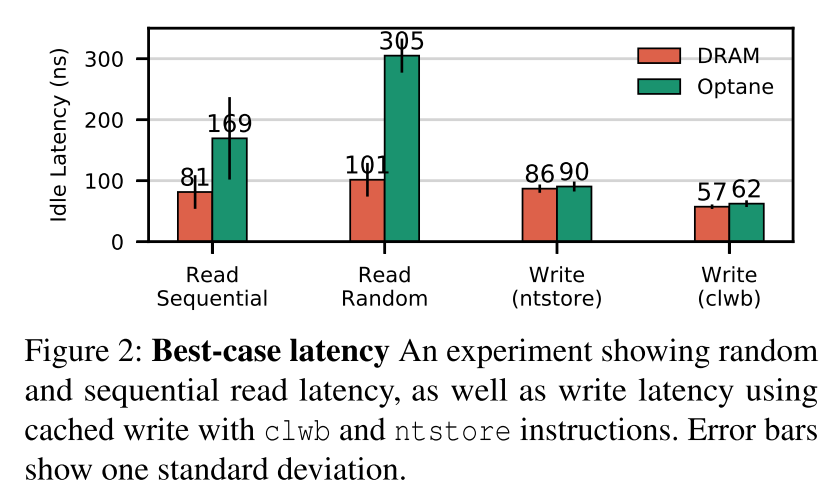 300
200
100
0
Idle Latency (ns)
DRAM
Optane
81
169
101
305
86
90
57
62
Read
Sequential
Read
Random
Write
(ntstore)
Write
(clwb)
Figure 2: Best-case latency An experiment showing random
and sequential read latency, as well as write latency using
cached write with clwb and ntstore instructions. Error bars
show one standard deviation.